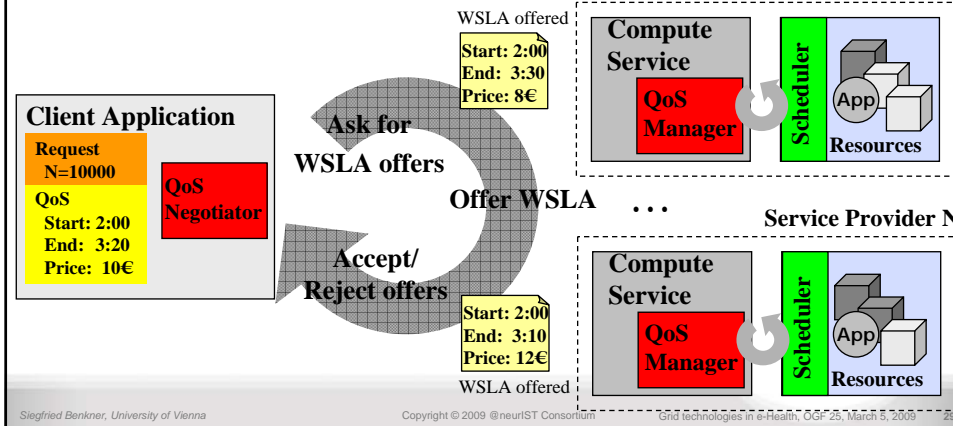 WSLA offered
Start: 2:00
End: 3:30
Price: 8€
Compute
Service
QoS
Manager
Scheduler
App
Resources
Client Application
Request
N=10000
QoS
Start: 2:00
End: 3:20
Price: 10€
QoS
Negotiator
Ask for
WSLA offers
Offer WSLA
Accept/
Reject offers
. . .
Service Provider N
Start: 2:00
End: 3:10
Price: 12€
WSLA offered
Compute
Service
QoS
Manager
Scheduler
App
Resources
Siegfried Benkner, University of Vienna
Copyright © 2009 @neurIST Consortium
Grid technologies in e-Health, OGF 25, March 5, 2009
29